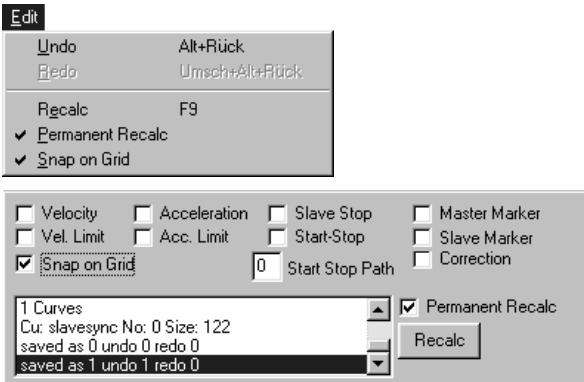 Edit
Undo Alt+Rück
Redo Umsch+Alt+Rück
Recalc F9
Permanent Recalc
Snap on Grid
Velocity Acceleration Slave Stop Master Marker
Vel. Limit Acc. Limit Start-Stop Slave Marker
Snap on Grid 0 Start Stop Path Correction
1 Curves
Cu: slavesync No: 0 Size: 122
saved as 0 undo 0 redo 0
saved as 1 undo 1 redo 0
Permanent Recalc
Recalc